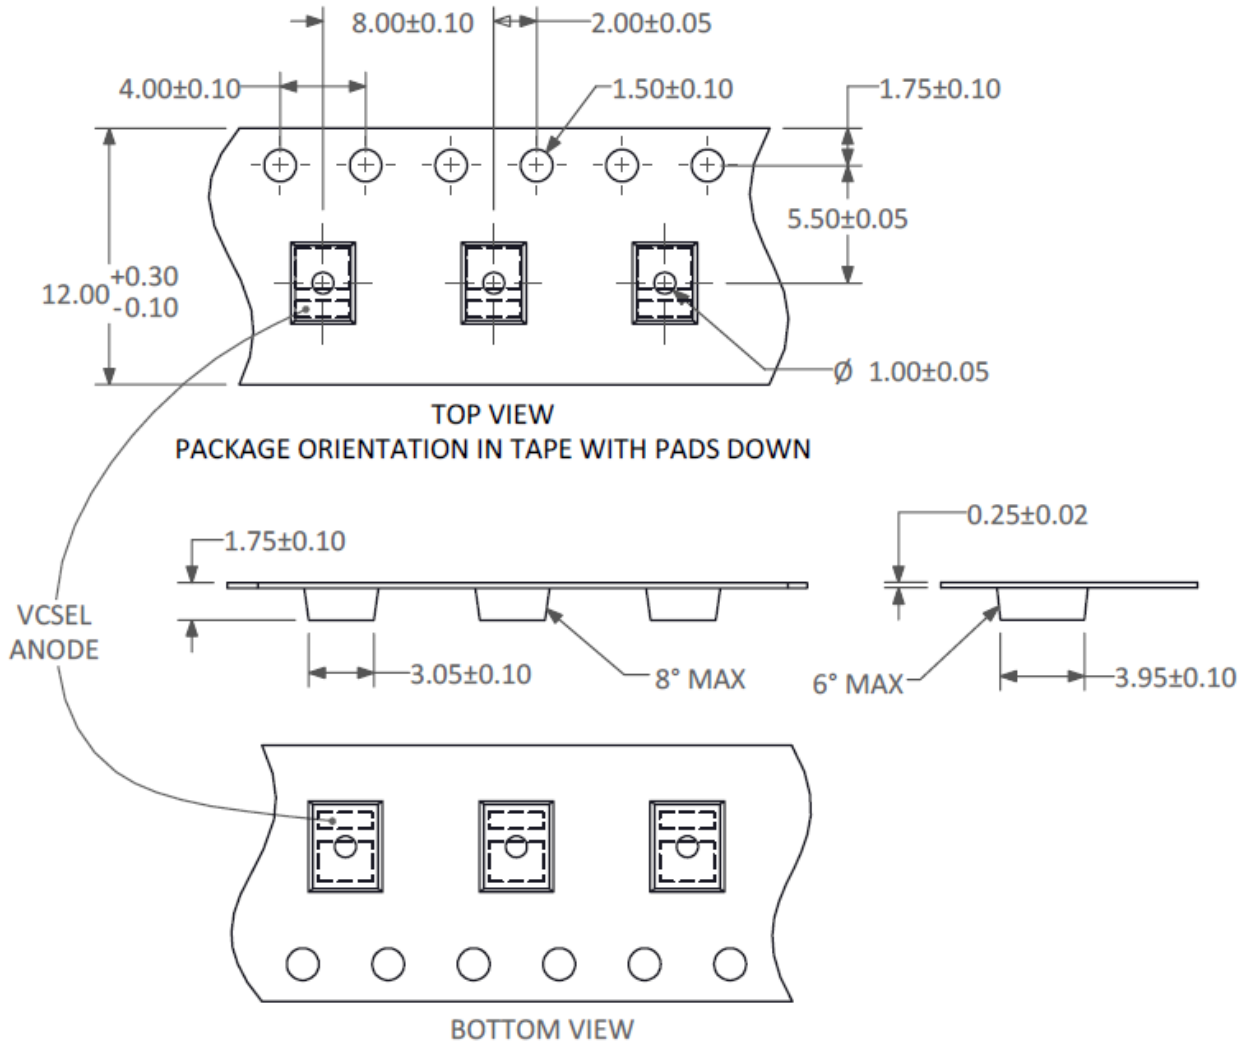 8.00±0.10
2.00±0.05
4.00±0.10
1.50±0.10
1.75±0.10
5.50±0.05
12.00 +0.30
-0.10
Ø 1.00±0.05
TOP VIEW
PACKAGE ORIENTATION IN TAPE WITH PADS DOWN
0.25±0.02
1.75±0.10
VCSEL
ANODE
3.05±0.10
8° MAX
6° MAX
3.95±0.10
BOTTOM VIEW